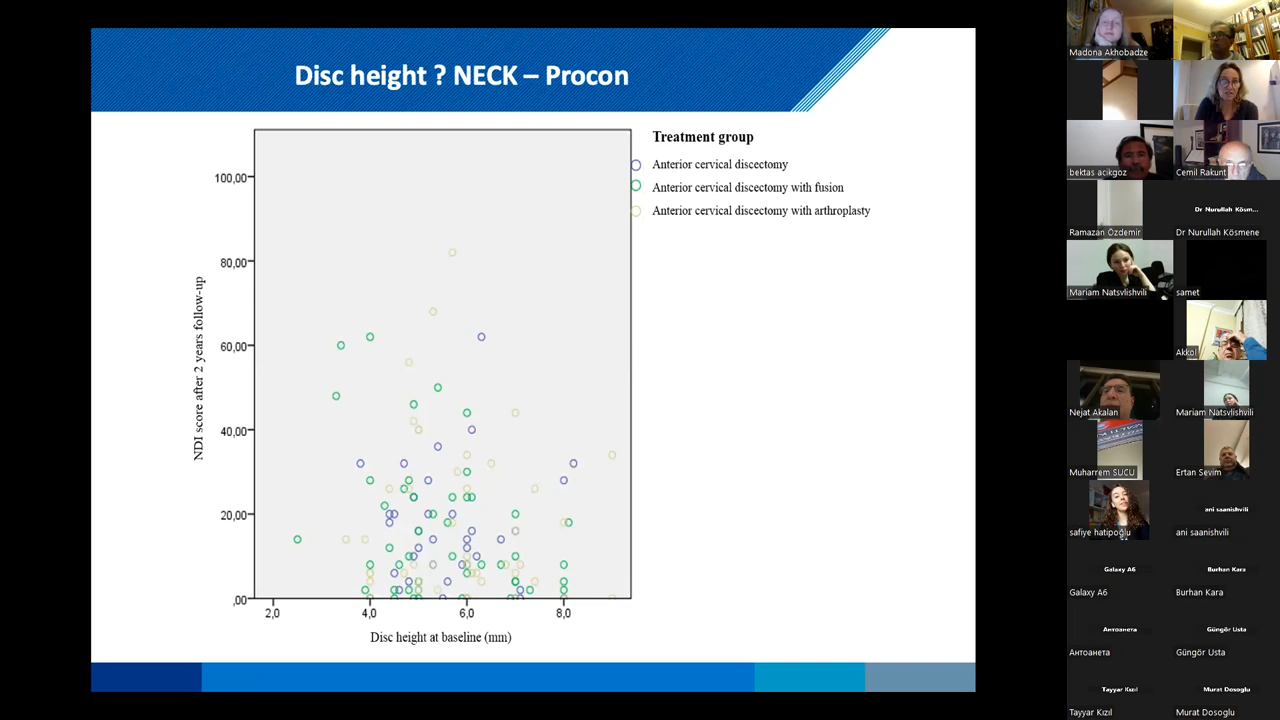 Disc height ? NECK – Procon
Treatment group
Anterior cervical discectomy
Anterior cervical discectomy with fusion
Anterior cervical discectomy with arthroplasty
NDI score after 2 years follow-up
100,00
80,00
60,00
40,00
20,00
,00
2,0
4,0
6,0
8,0
Disc height at baseline (mm)
Madona Akhobadze
bektas acikgoz
Cemil Rakunt
Ramazan Özdemir
Dr Nurullah Kösm...
Dr Nurullah Kösmene
Mariam Natsvlishvili
samet
Akkol
Nejat Akalan
Mariam Natsvlishvili
Muharrem SUCU
Ertan Sevim
safiye hatipoğlu
ani saanishvili
ani saanishvili
Galaxy A6
Galaxy A6
Burhan Kara
Burhan Kara
Антоанета
Антоанета
Güngör Usta
Güngör Usta
Tayyar Kızıl
Tayyar Kızıl
Murat Dosoglu
Murat Dosoglu